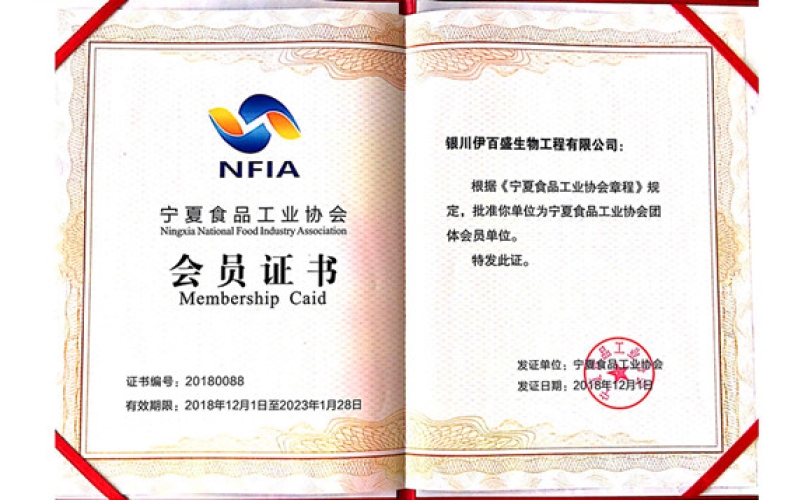 NFIA
宁夏食品工业协会
Ningxia National Food Industry Association
会员证书
Membership Caid
证书编号：20180088
有效期限：2018年12月1日至2023年1月28日
银川伊百盛生物工程有限公司：
根据《宁夏食品工业协会章程》规
定，批准你单位为宁夏食品工业协会团
体会员单位。
特发此证。
发证单位：宁夏食品工业协会
发证日期：2018年12月1日